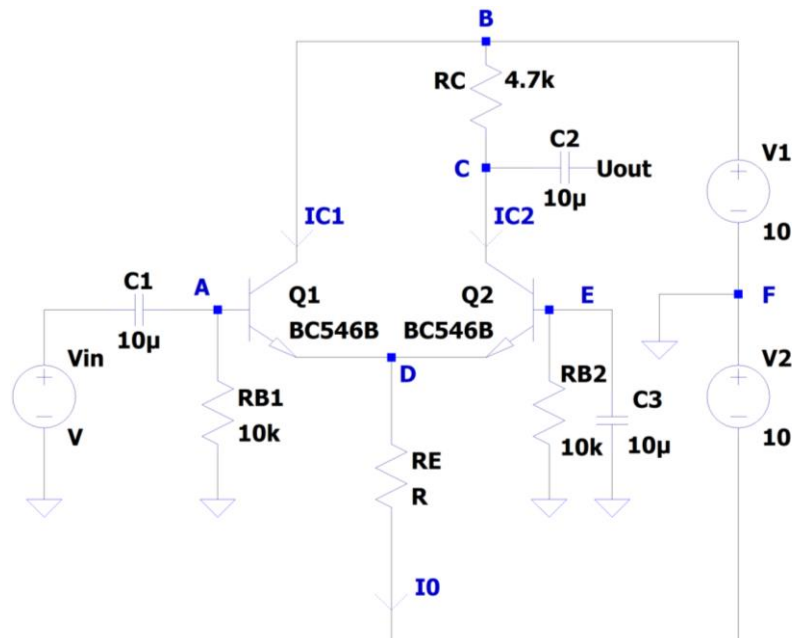 B
RC 4.7k
C2
C Uout
10µ
V1
10
IC1 IC2
C1
A Q1 Q2 E F
10µ BC546B BC546B
Vin
V
D
RB1
10k
RB2
10k
C3
10µ
V2
10
RE
R
I0